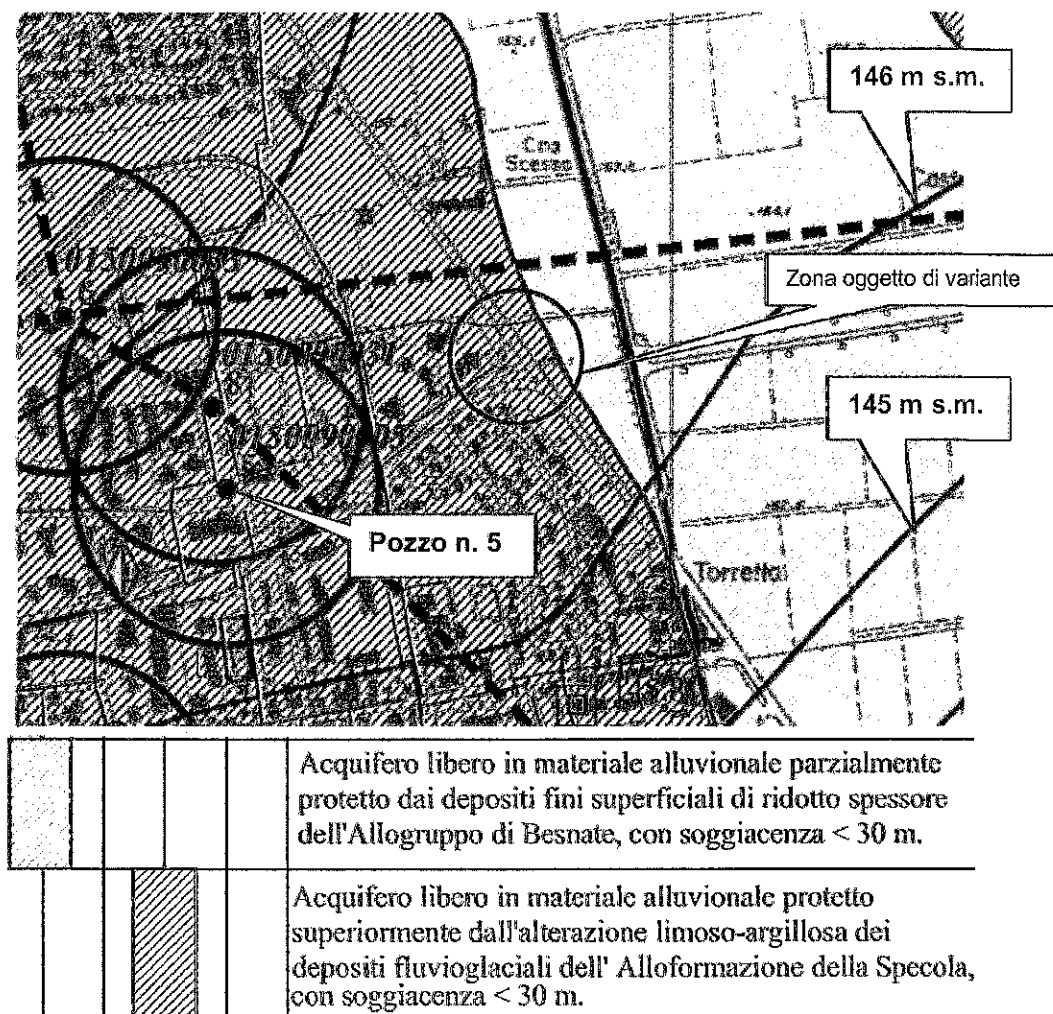 146 m s.m.
Cna
Scesso
Zona oggetto di variante
145 m s.m.
Pozzo n. 5
Torretta
Acquifero libero in materiale alluvionale parzialmente
protetto dai depositi fini superficiali di ridotto spessore
dell'Allogruppo di Besnate, con soggiacenza < 30 m.
Acquifero libero in materiale alluvionale protetto
superiormente dall'alterazione limoso-argillosa dei
depositi fluvioglaciali dell' Alloformazione della Specola,
con soggiacenza < 30 m.